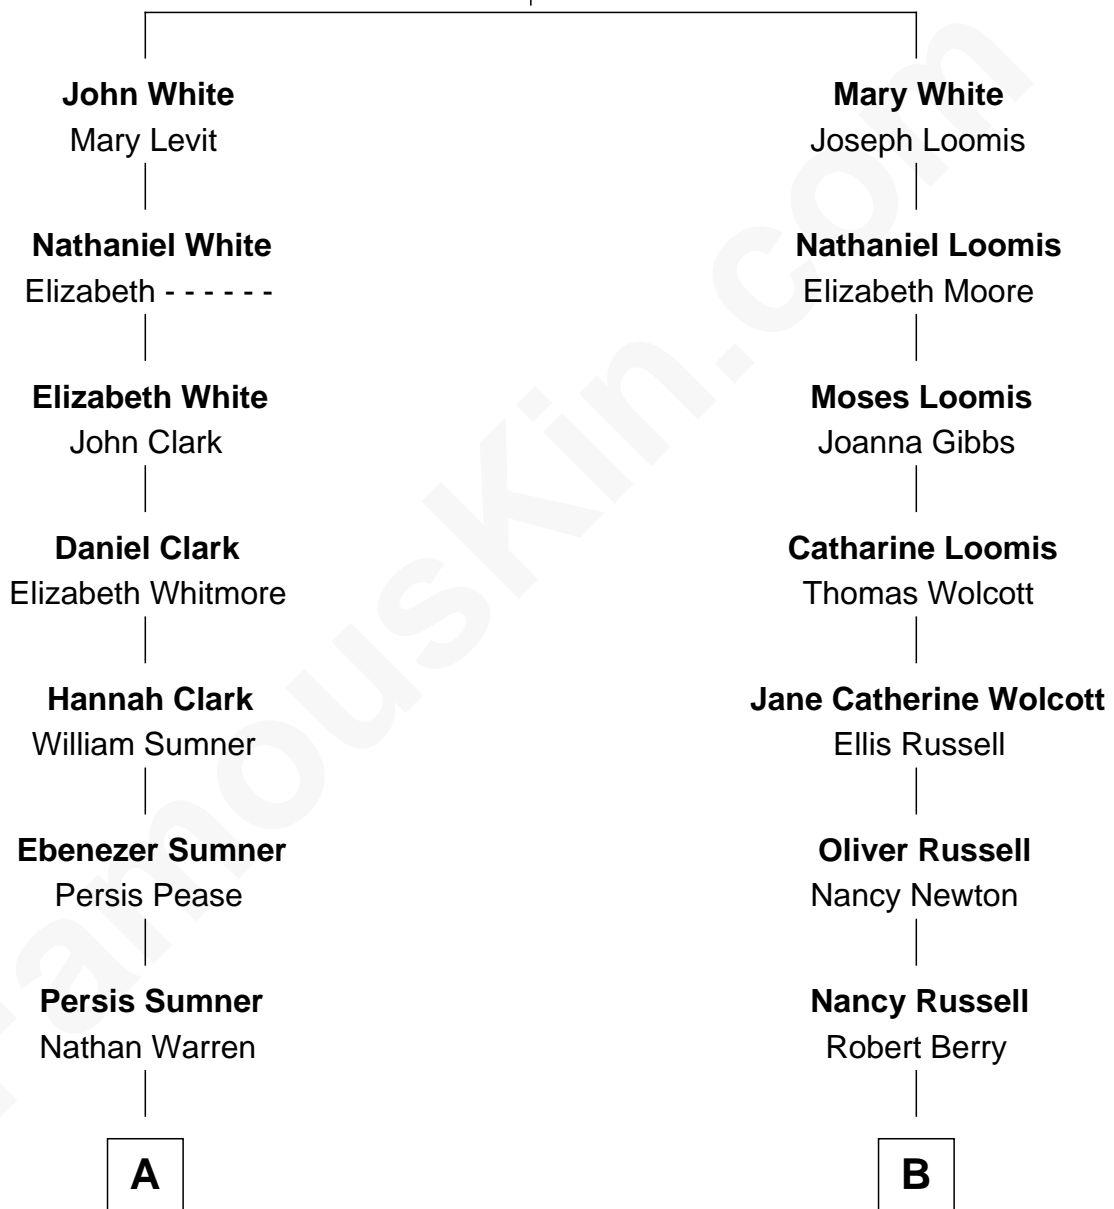 John White
Mary Levit
Nathaniel White
Elizabeth - - - - - -
Elizabeth White
John Clark
Daniel Clark
Elizabeth Whitmore
Hannah Clark
William Sumner
Ebenezer Sumner
Persis Pease
Persis Sumner
Nathan Warren
A
Mary White
Joseph Loomis
Nathaniel Loomis
Elizabeth Moore
Moses Loomis
Joanna Gibbs
Catharine Loomis
Thomas Wolcott
Jane Catherine Wolcott
Ellis Russell
Oliver Russell
Nancy Newton
Nancy Russell
Robert Berry
B
FamousKin.com